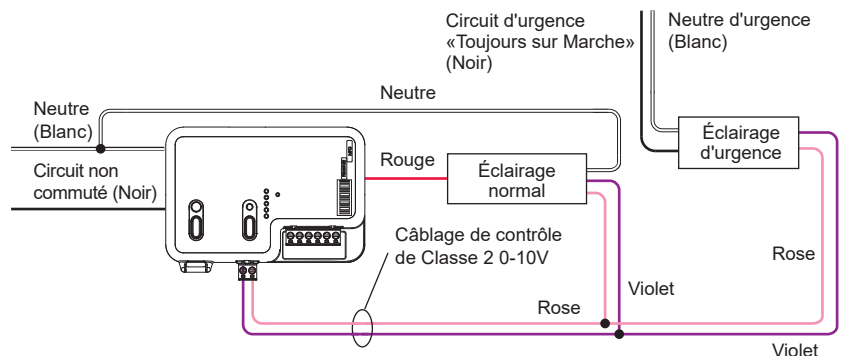 Circuit d'urgence
«Toujours sur Marche»
(Noir)
Neutre d'urgence
(Blanc)
Neutre
(Blanc)
Neutre
Circuit non
commuté (Noir)
Rouge
Éclairage
normal
Éclairage
d'urgence
Câblage de contrôle
de Classe 2 0-10V
Rose
Violet
Rose
Violet